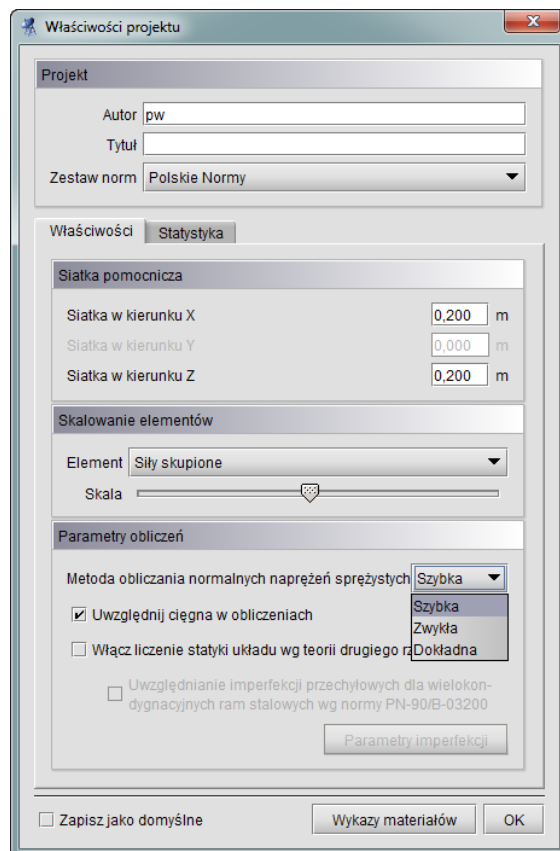 Właściwości projektu
Projekt
Autor pw
Tytuł
Zestaw norm Polskie Normy
Właściwości Statystyka
Siatka pomocnicza
Siatka w kierunku X 0,200 m
Siatka w kierunku Y 0,000 m
Siatka w kierunku Z 0,200 m
Skalowanie elementów
Element Siły skupione
Skala
Parametry obliczeń
Metoda obliczania normalnych naprężeń sprężystych Szybka
Szybka
Uwzględnij cięgna w obliczeniach
Zwykła
Włącz liczenie statyki układu wg teorii drugiego rz
Dokładna
Uwzględnianie imperfekcji przechyłowych dla wielokon-
dygnacyjnych ram stalowych wg normy PN-90/B-03200
Parametry imperfekcji
Zapisz jako domyślne Wykazy materiałów OK